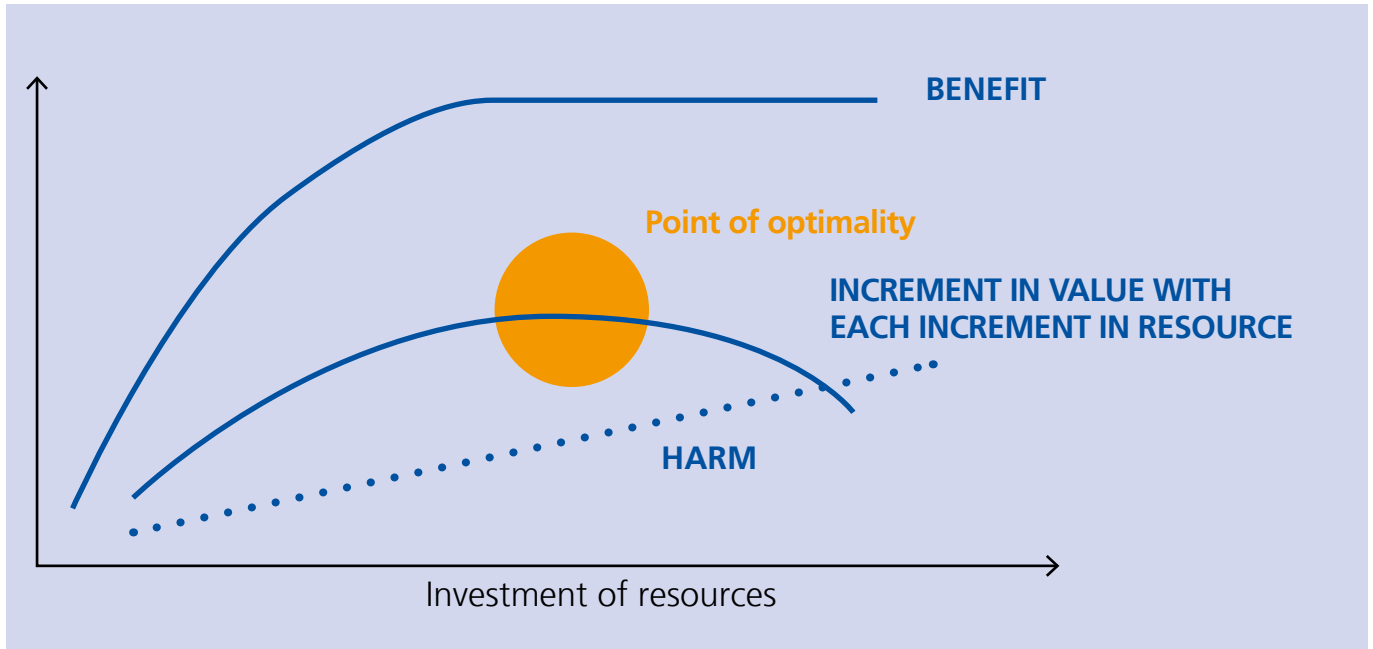 BENEFIT
Point of optimality
INCREMENT IN VALUE WITH
EACH INCREMENT IN RESOURCE
HARM
Investment of resources